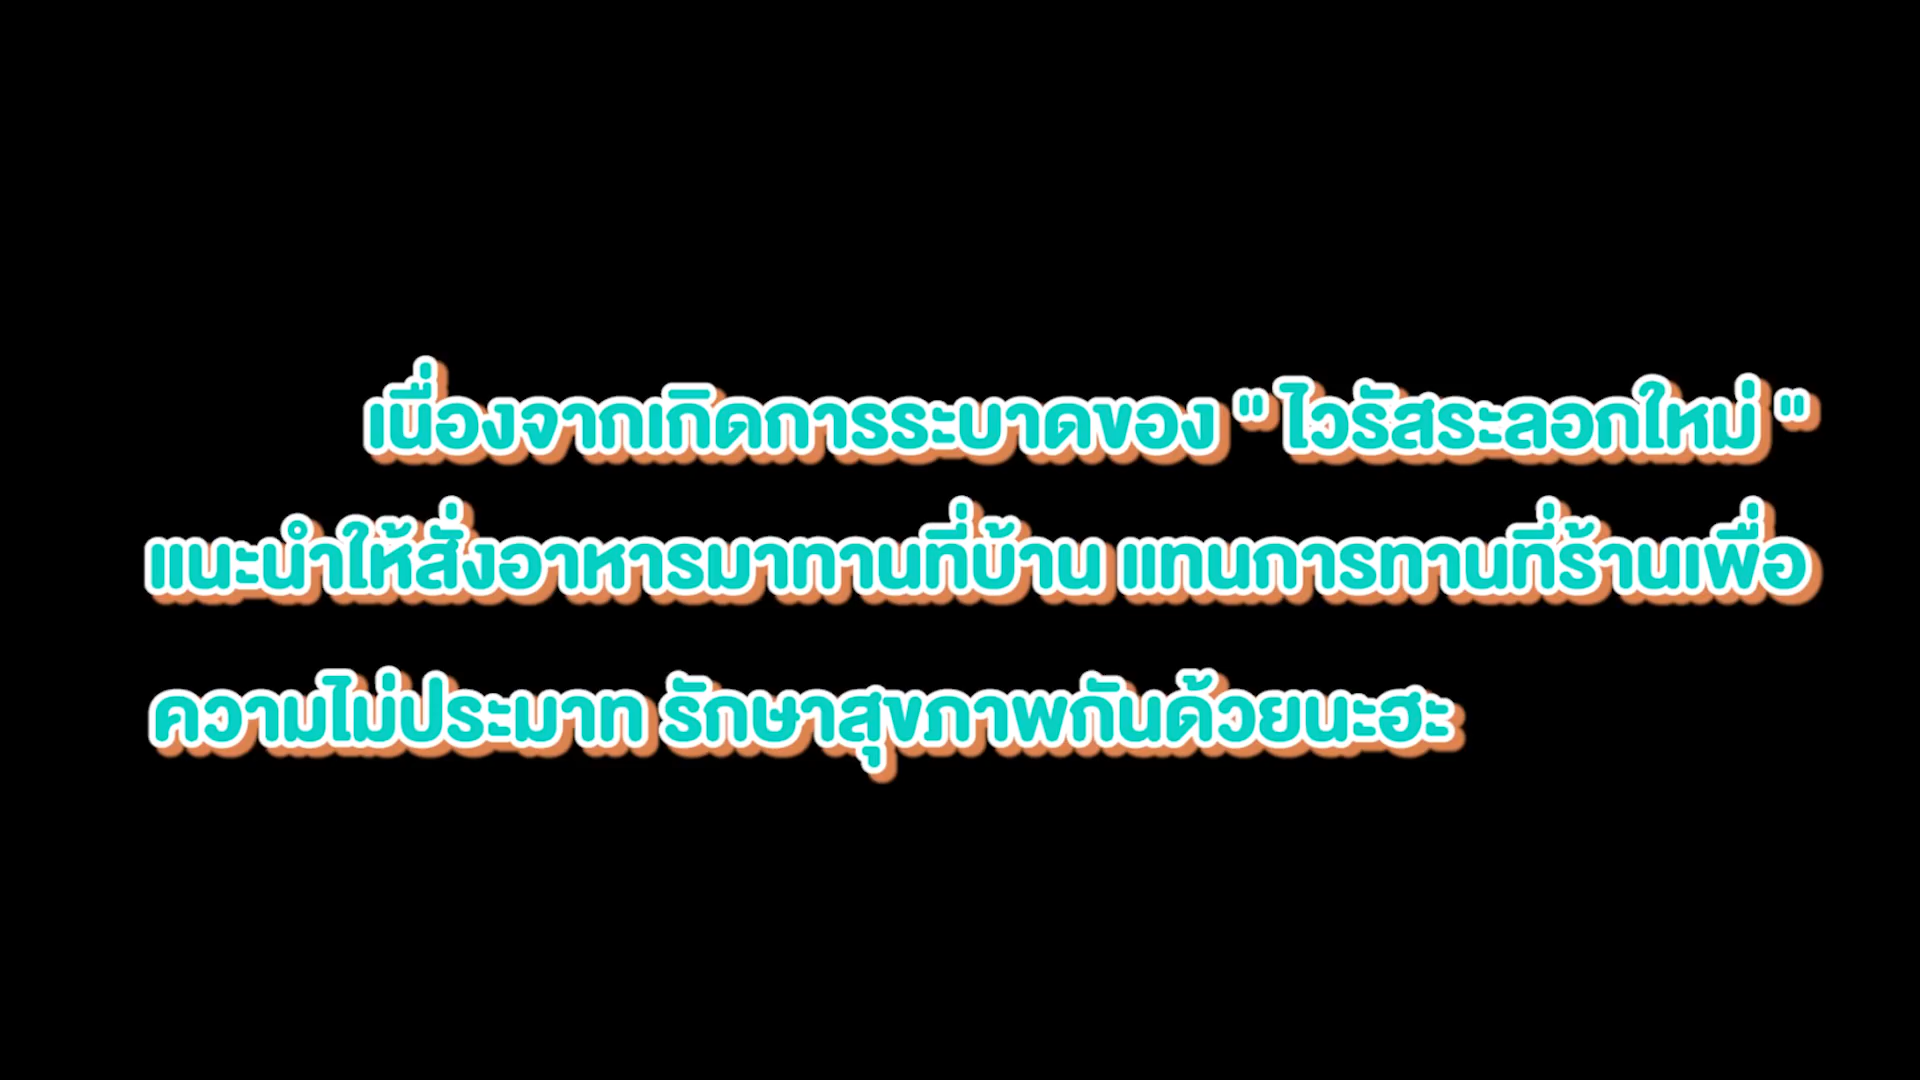 เนื่องจากเกิดการระบาดของ " ไวรัสระลอกใหม่ "
แนะนำให้สั่งอาหารมาทานที่บ้าน แทนการทานที่ร้านเพื่อ
ความไม่ประมาท รักษาสุขภาพกันด้วยนะฮะ